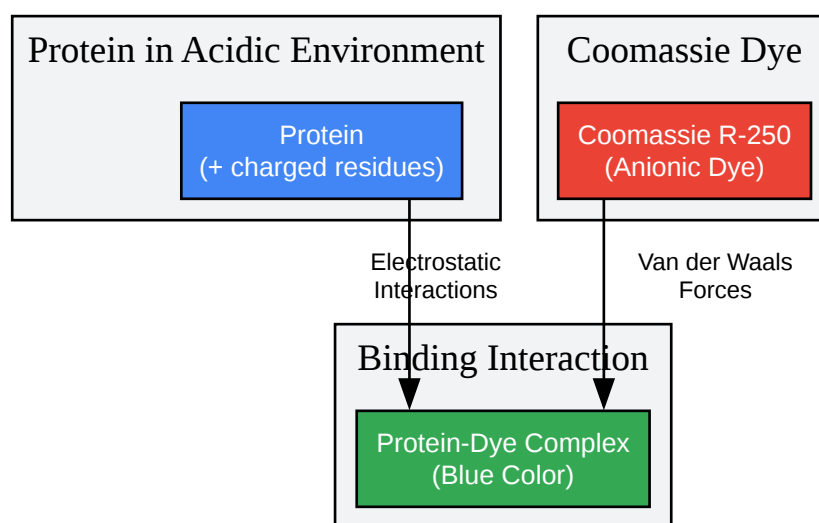 Protein in Acidic Environment
Coomassie Dye
Protein
(+ charged residues)
Coomassie R-250
(Anionic Dye)
Electrostatic
Interactions
Van der Waals
Forces
Binding Interaction
Protein-Dye Complex
(Blue Color)